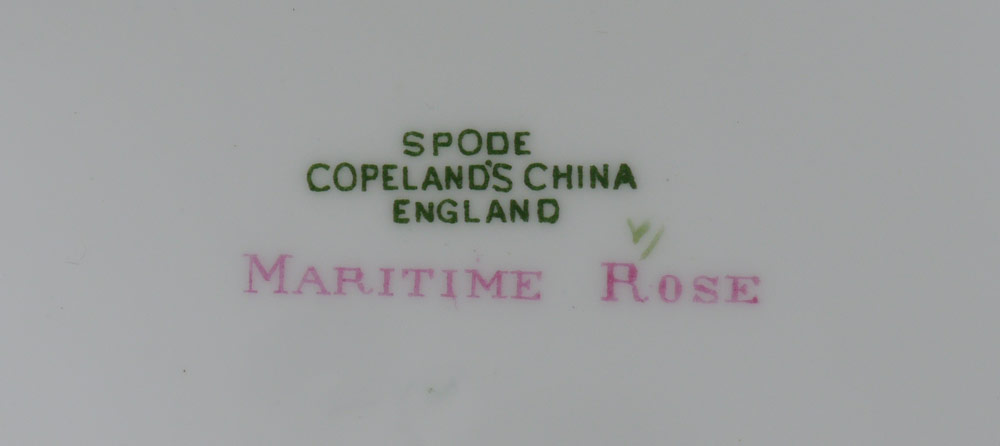 SPODE
COPELAND'S CHINA
ENGLAND
MARITIME ROSE